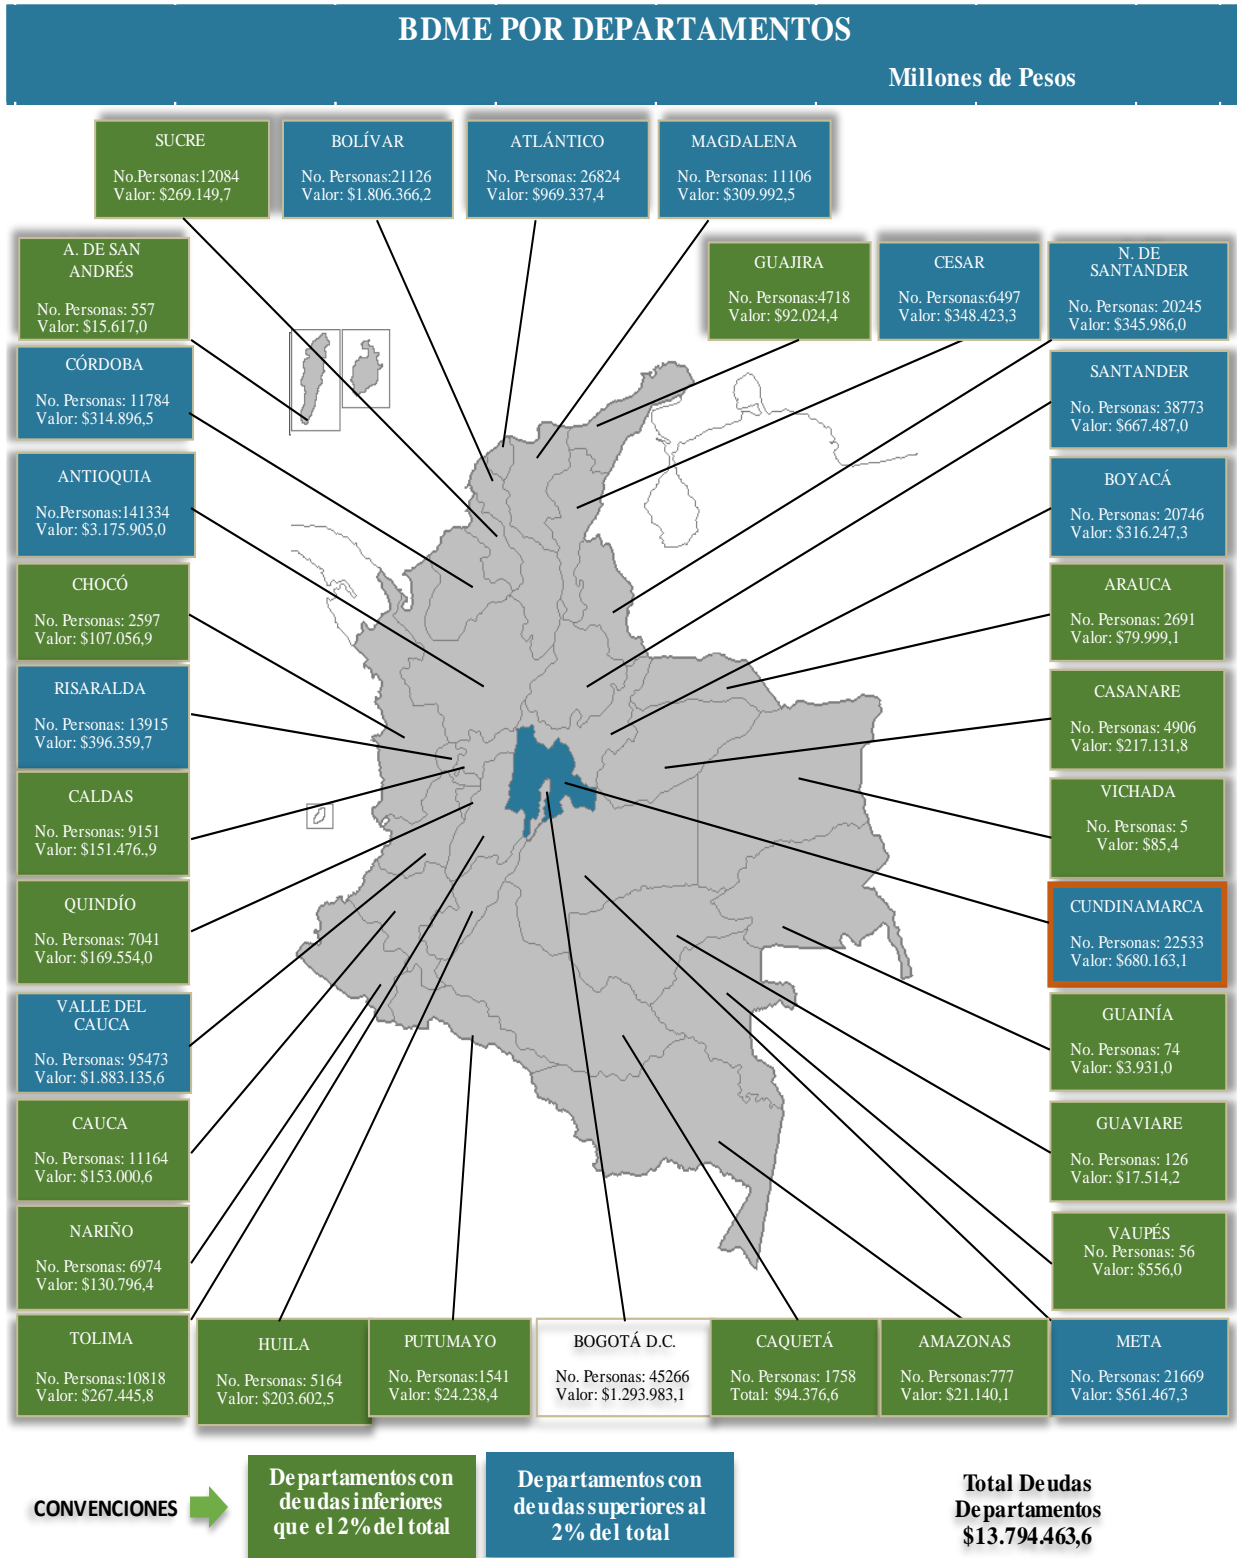 BDME POR DEPARTAMENTOS
Millones de Pesos
SUCRE
No.Personas:12084
Valor: $269.149,7
BOLÍVAR
No. Personas:21126
Valor: $1.806.366,2
ATLÁNTICO
No. Personas: 26824
Valor: $969.337,4
MAGDALENA
No. Personas: 11106
Valor: $309.992,5
A. DE SAN
ANDRÉS
No. Personas: 557
Valor: $15.617,0
GUAJIRA
No. Personas:4718
Valor: $92.024,4
CESAR
No. Personas:6497
Valor: $348.423,3
N. DE
SANTANDER
No. Personas: 20245
Valor: $345.986,0
CÓRDOBA
No. Personas: 11784
Valor: $314.896,5
SANTANDER
No. Personas: 38773
Valor: $667.487,0
ANTIOQUIA
No.Personas:141334
Valor: $3.175.905,0
BOYACÁ
No. Personas: 20746
Valor: $316.247,3
CHOCÓ
No. Personas: 2597
Valor: $107.056,9
ARAUCA
No. Personas: 2691
Valor: $79.999,1
RISARALDA
No. Personas: 13915
Valor: $396.359,7
CASANARE
No. Personas: 4906
Valor: $217.131,8
CALDAS
No. Personas: 9151
Valor: $151.476.,9
VICHADA
No. Personas: 5
Valor: $85,4
QUINDÍO
No. Personas: 7041
Valor: $169.554,0
CUNDINAMARCA
No. Personas: 22533
Valor: $680.163,1
VALLE DEL
CAUCA
No. Personas: 95473
Valor: $1.883.135,6
GUAINÍA
No. Personas: 74
Valor: $3.931,0
CAUCA
No. Personas: 11164
Valor: $153.000,6
GUAVIARE
No. Personas: 126
Valor: $17.514,2
NARIÑO
No. Personas: 6974
Valor: $130.796,4
VAUPÉS
No. Personas: 56
Valor: $556,0
TOLIMA
No. Personas:10818
Valor: $267.445,8
HUILA
No. Personas: 5164
Valor: $203.602,5
PUTUMAYO
No. Personas:1541
Valor: $24.238,4
BOGOTÁ D.C.
No. Personas: 45266
Valor: $1.293.983,1
CAQUETÁ
No. Personas: 1758
Total: $94.376,6
AMAZONAS
No. Personas:777
Valor: $21.140,1
META
No. Personas: 21669
Valor: $561.467,3
CONVENCIONES
Departamentos con
deudas inferiores
que el 2% del total
Departamentos con
deudas superiores al
2% del total
Total Deudas
Departamentos
$13.794.463,6